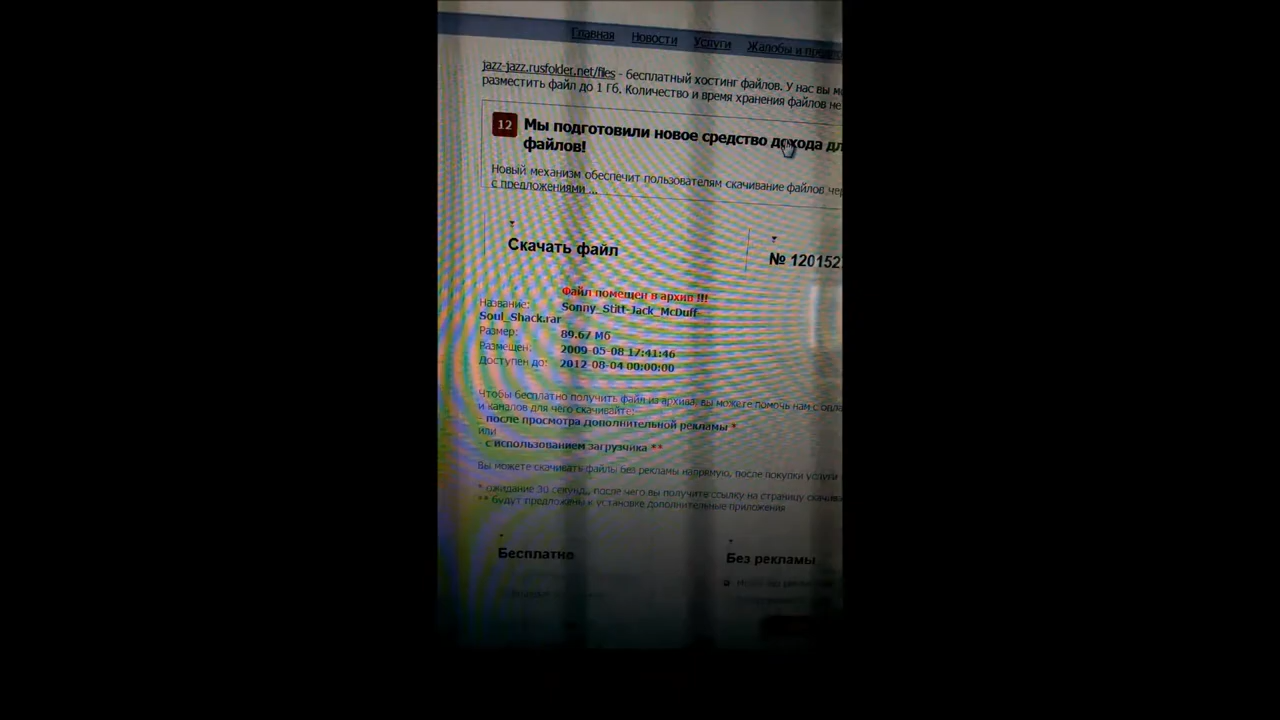 Главная Новости Услуги Жалобы и
jazz-jazz.rusfolder.net/files - бесплатный хостинг файлов. У нас вы
разместить файл до 1 Гб. Количество и время хранения файлов не
12 Мы подготовили новое средство дохода
файлов!
Новый механизм обеспечит пользователям скачивание файлов
с предложениями ...
Скачать файл
№ 120152
Файл помещен в архив !!!
Название: Sonny_Stitt-Jack_McDuff-
Soul_Shack.rar
Размер: 89.67 Мб
Размещен: 2009-05-08 17:41:46
Доступен до: 2012-08-04 00:00:00
Чтобы бесплатно получить файл из архива, вы можете помочь нам с
и каналов для чего скачивайте:
- после просмотра дополнительной рекламы *
или
- с использованием загрузчика **
Вы можете скачивать файлы без рекламы напрямую, после покупки услуги
* ожидание 30 секунд, после чего вы получите ссылку на страницу
** будут предложены к установке дополнительные приложения
Бесплатно
Без рекламы